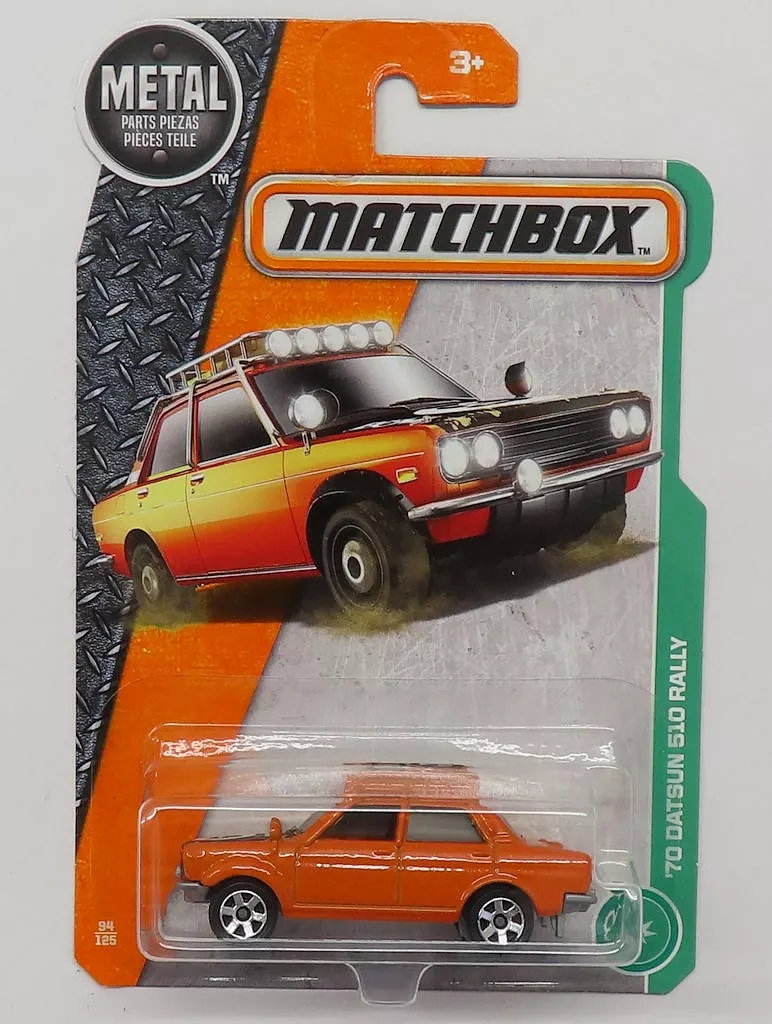 3+
METAL
PARTS PIEZAS
PIÈCES TEILE
TM
MATCHBOX
TM
'70 DATSUN 510 RALLY
94
125